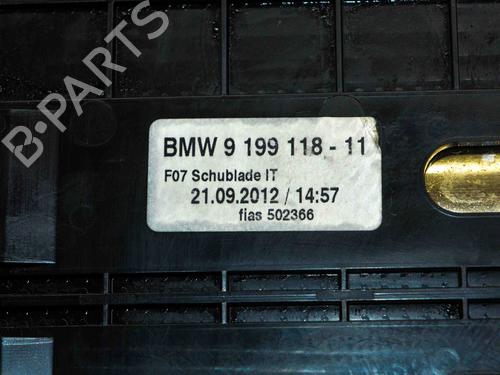 BMW 9 199 118 - 11
F07 Schublade IT
21.09.2012 / 14:57
fias 502366
B-PARTS